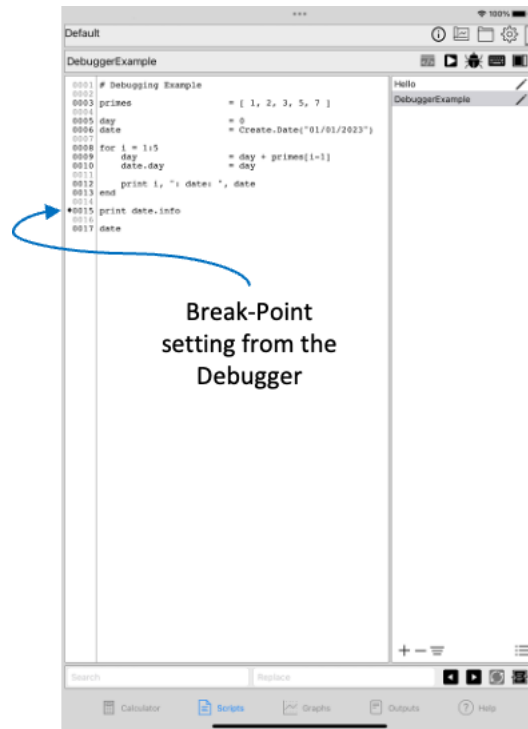 100%
Default
DebuggerExample
0001 # Debugging Example
0002
0003 primes = [ 1, 2, 3, 5, 7 ]
0004
0005 day = 0
0006 date = Create.Date("01/01/2023")
0007
0008 for i = 1:5
0009 day = day + primes[i-1]
0010 date.day = day
0011
0012 print i, ": date: ", date
0013 end
0014
0015 print date.info
0016
0017 date
Hello
DebuggerExample
Break-Point
setting from the
Debugger
Search
Replace
Calculator
Scripts
Graphs
Outputs
Help